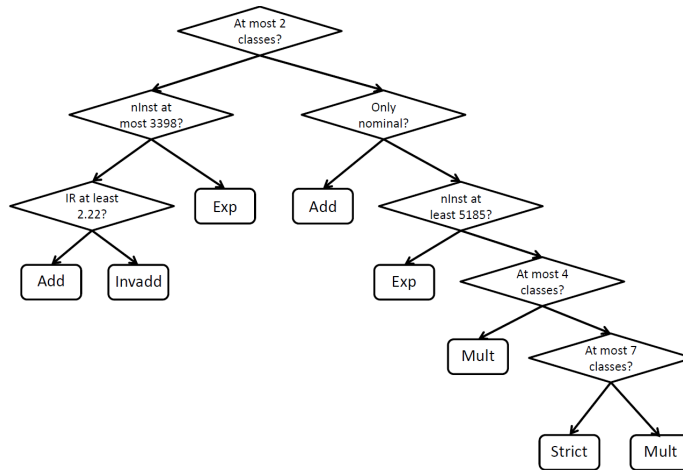 At most 2
classes?
nInst at
most 3398?
Only
nominal?
IR at least
2.22?
Exp
Add
nInst at
least 5185?
Add
Invadd
Exp
At most 4
classes?
Mult
At most 7
classes?
Strict
Mult